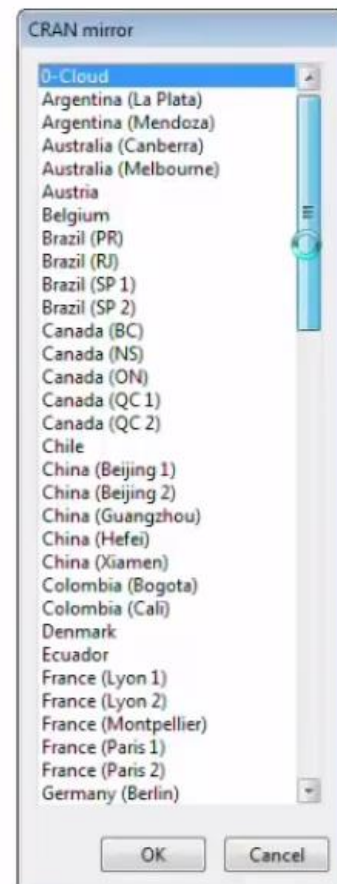 CRAN mirror
0-Cloud
Argentina (La Plata)
Argentina (Mendoza)
Australia (Canberra)
Australia (Melbourne)
Austria
Belgium
Brazil (PR)
Brazil (RJ)
Brazil (SP 1)
Brazil (SP 2)
Canada (BC)
Canada (NS)
Canada (ON)
Canada (QC 1)
Canada (QC 2)
Chile
China (Beijing 1)
China (Beijing 2)
China (Guangzhou)
China (Hefei)
China (Xiamen)
Colombia (Bogota)
Colombia (Cali)
Denmark
Ecuador
France (Lyon 1)
France (Lyon 2)
France (Montpellier)
France (Paris 1)
France (Paris 2)
Germany (Berlin)
OK Cancel